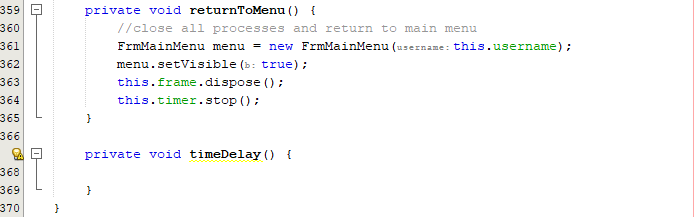 359 private void returnToMenu() {
360 //close all processes and return to main menu
361 FrmMainMenu menu = new FrmMainMenu(username: this.username);
362 menu.setVisible(b: true);
363 this.frame.dispose();
364 this.timer.stop();
365 }
366
private void timeDelay() {
368
369 }
370 }